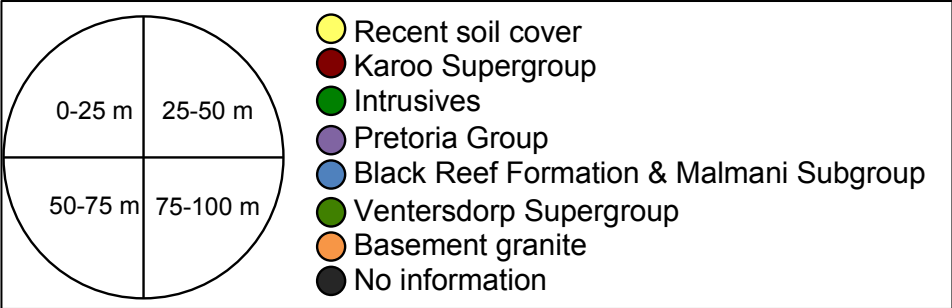 0-25 m
25-50 m
50-75 m
75-100 m
Recent soil cover
Karoo Supergroup
Intrusives
Pretoria Group
Black Reef Formation & Malmani Subgroup
Ventersdorp Supergroup
Basement granite
No information